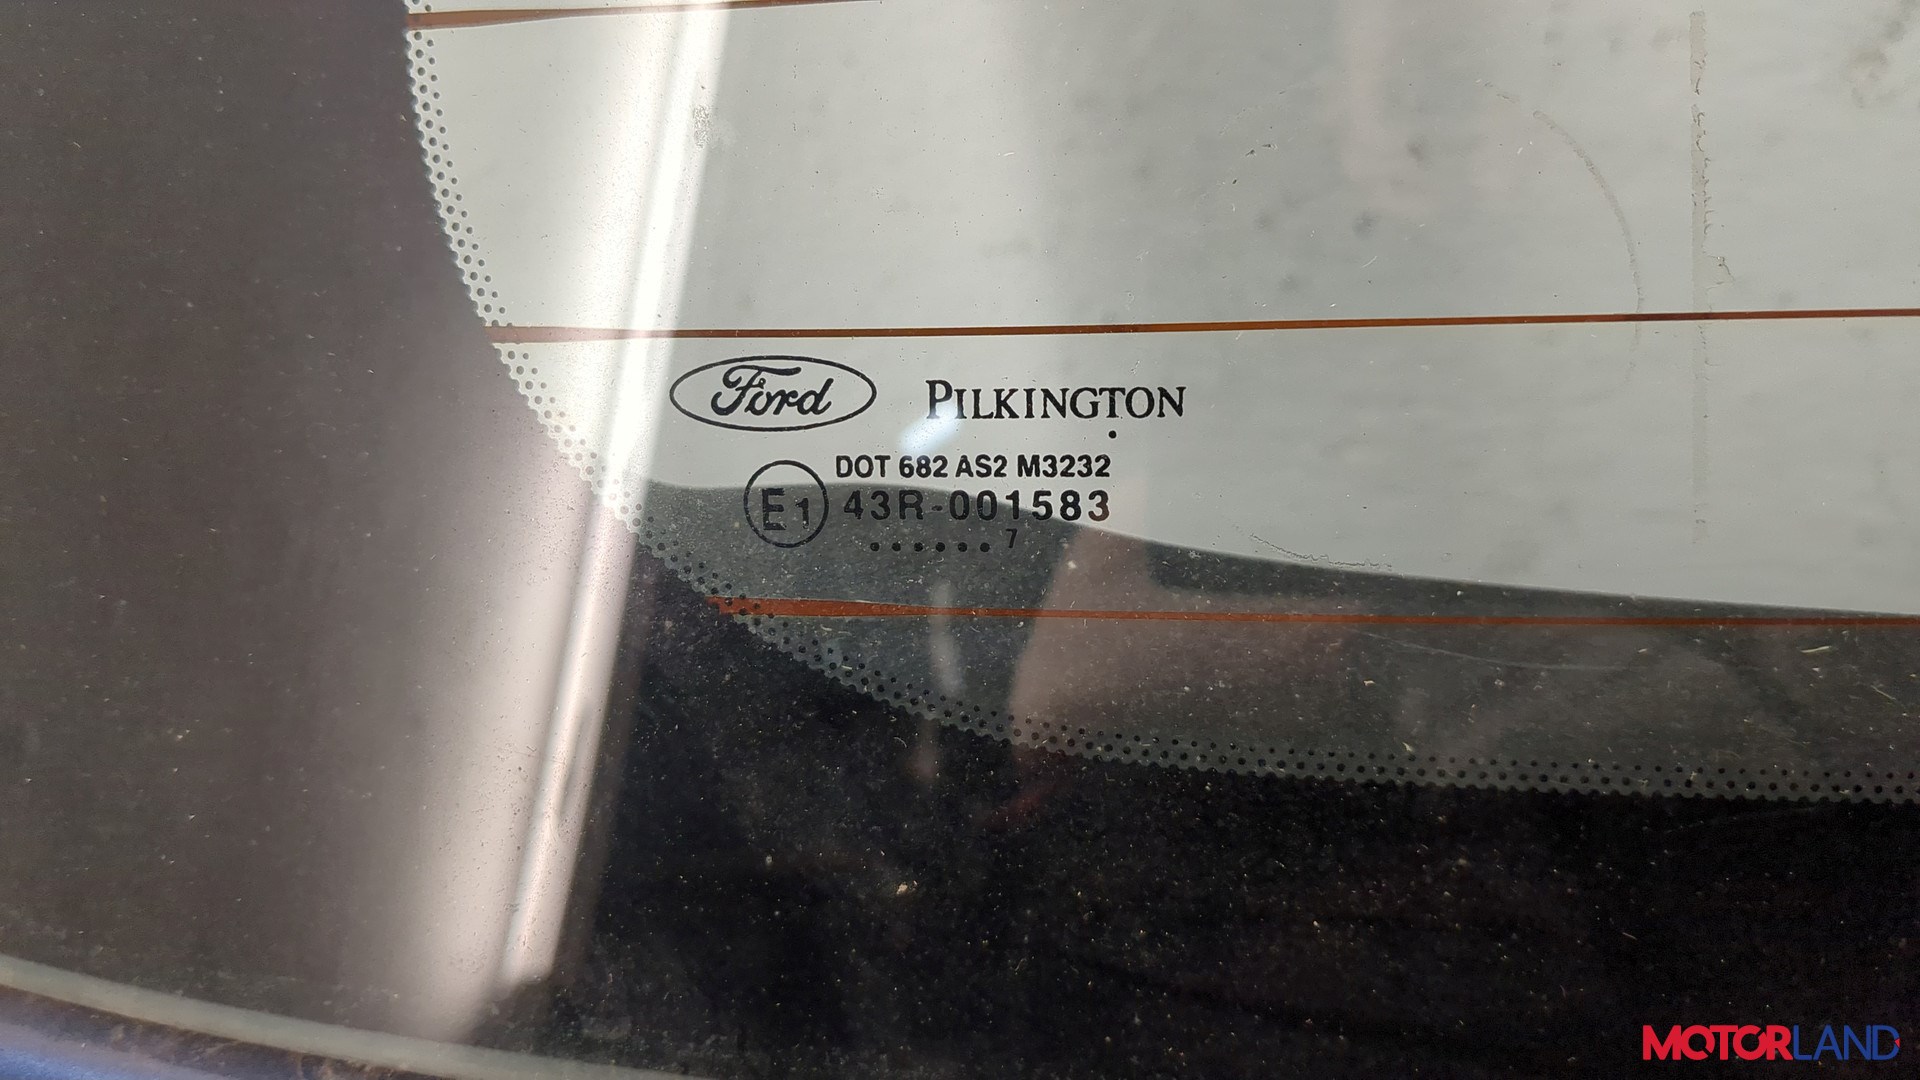 Ford PILKINGTON
DOT 682 AS2 M3232
E1 43R-001583
......7
MOTORLAND